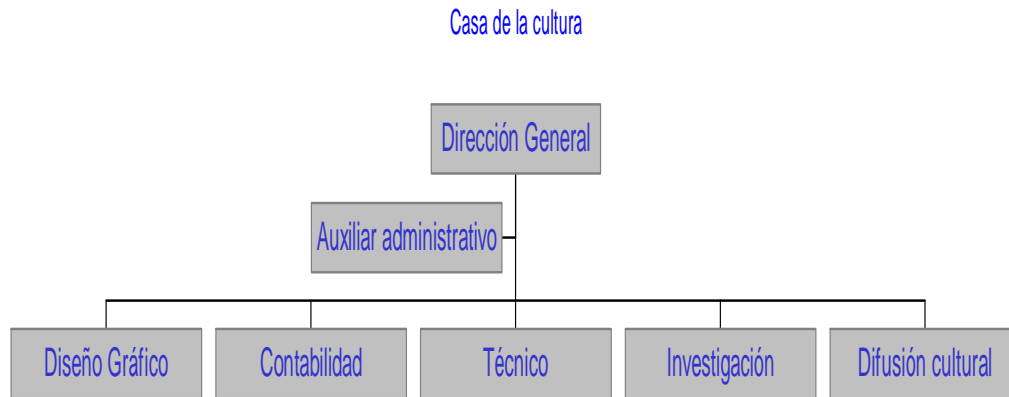 Casa de la cultura
Dirección General
Auxiliar administrativo
Diseño Gráfico
Contabilidad
Técnico
Investigación
Difusión cultural